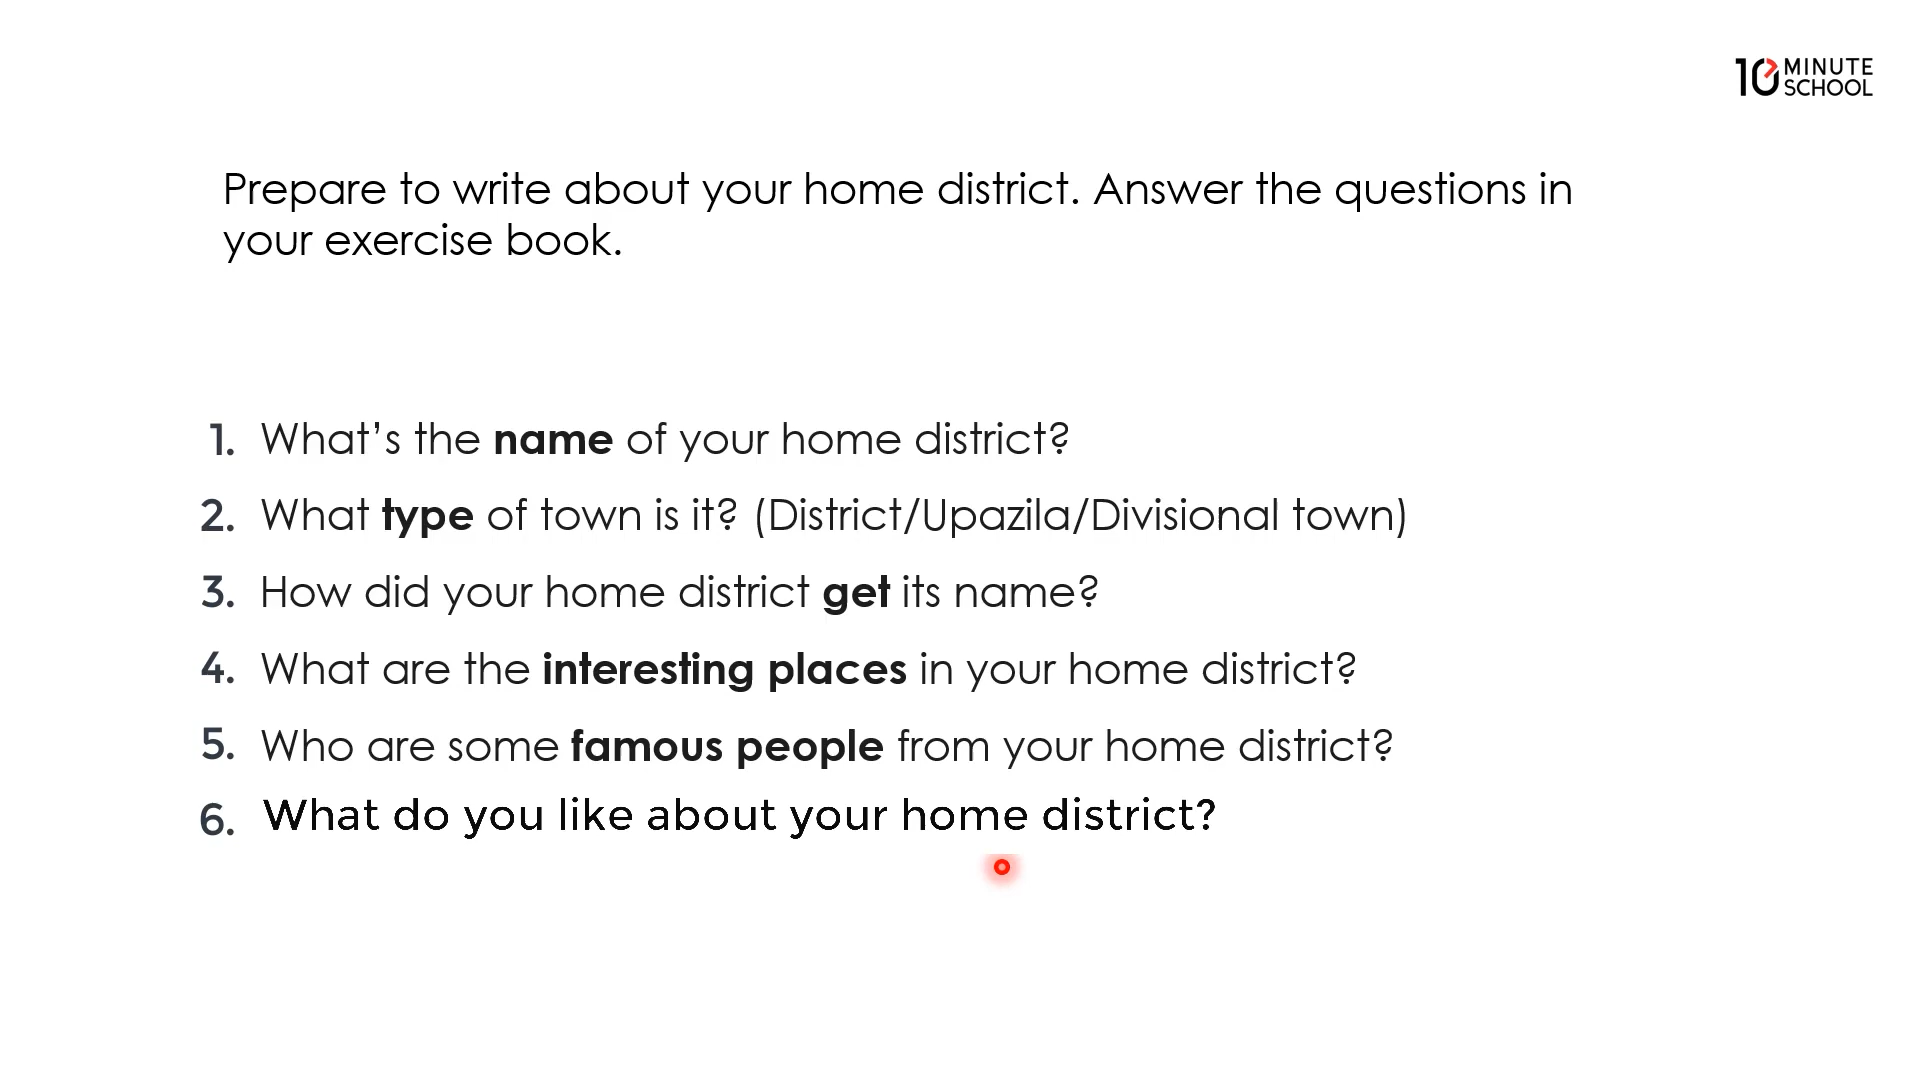 10 MINUTE SCHOOL
Prepare to write about your home district. Answer the questions in
your exercise book.
1. What's the name of your home district?
2. What type of town is it? (District/Upazila/Divisional town)
3. How did your home district get its name?
4. What are the interesting places in your home district?
5. Who are some famous people from your home district?
6. What do you like about your home district?